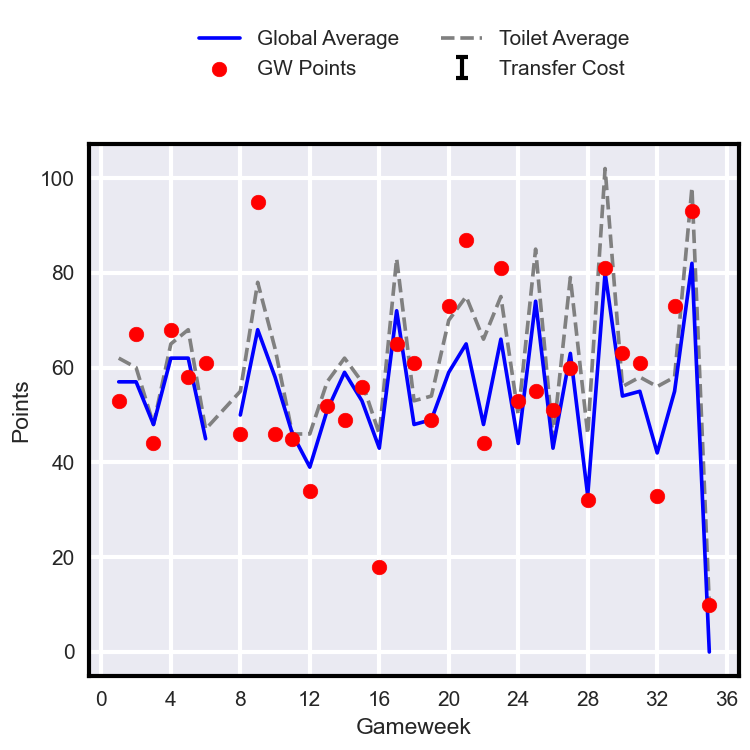 Global Average
Toilet Average
GW Points
Transfer Cost
100
80
60
40
20
0
Points
0 4 8 12 16 20 24 28 32 36
Gameweek